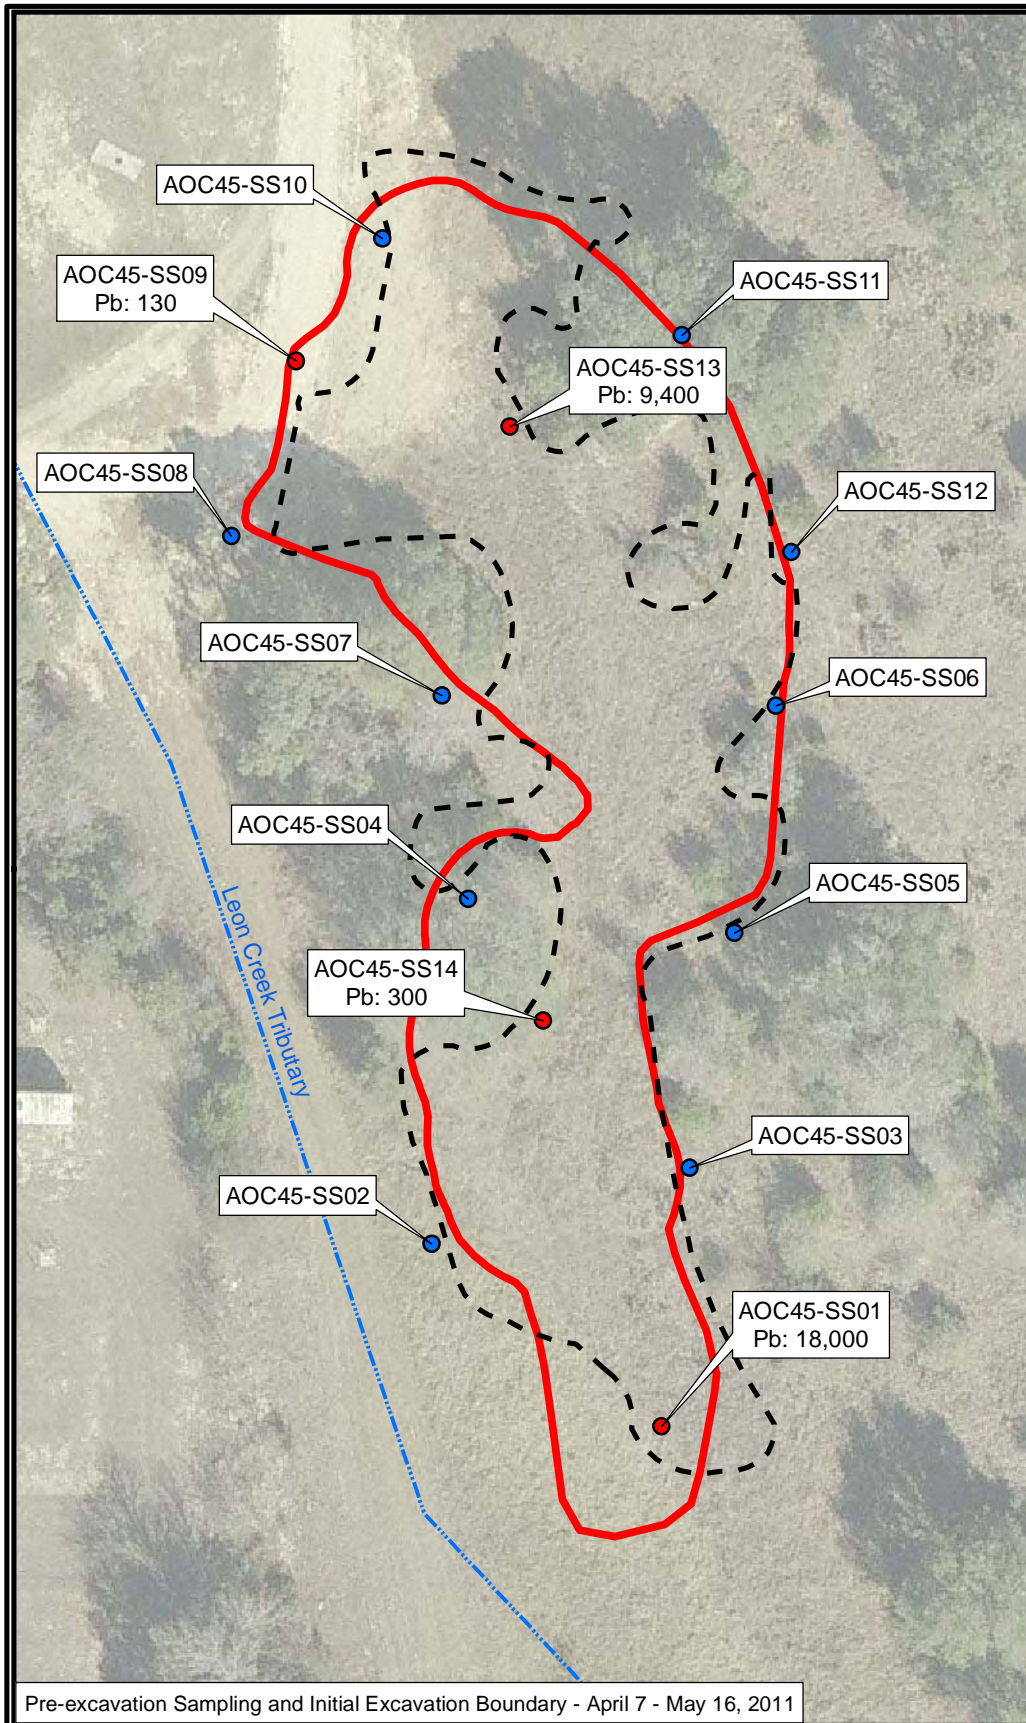 AOC45-SS10
AOC45-SS09
Pb: 130
AOC45-SS11
AOC45-SS13
Pb: 9,400
AOC45-SS08
AOC45-SS12
AOC45-SS07
AOC45-SS06
AOC45-SS04
AOC45-SS05
Leon Creek Tributary
AOC45-SS14
Pb: 300
AOC45-SS03
AOC45-SS02
AOC45-SS01
Pb: 18,000
Pre-excavation Sampling and Initial Excavation Boundary - April 7 - May 16, 2011